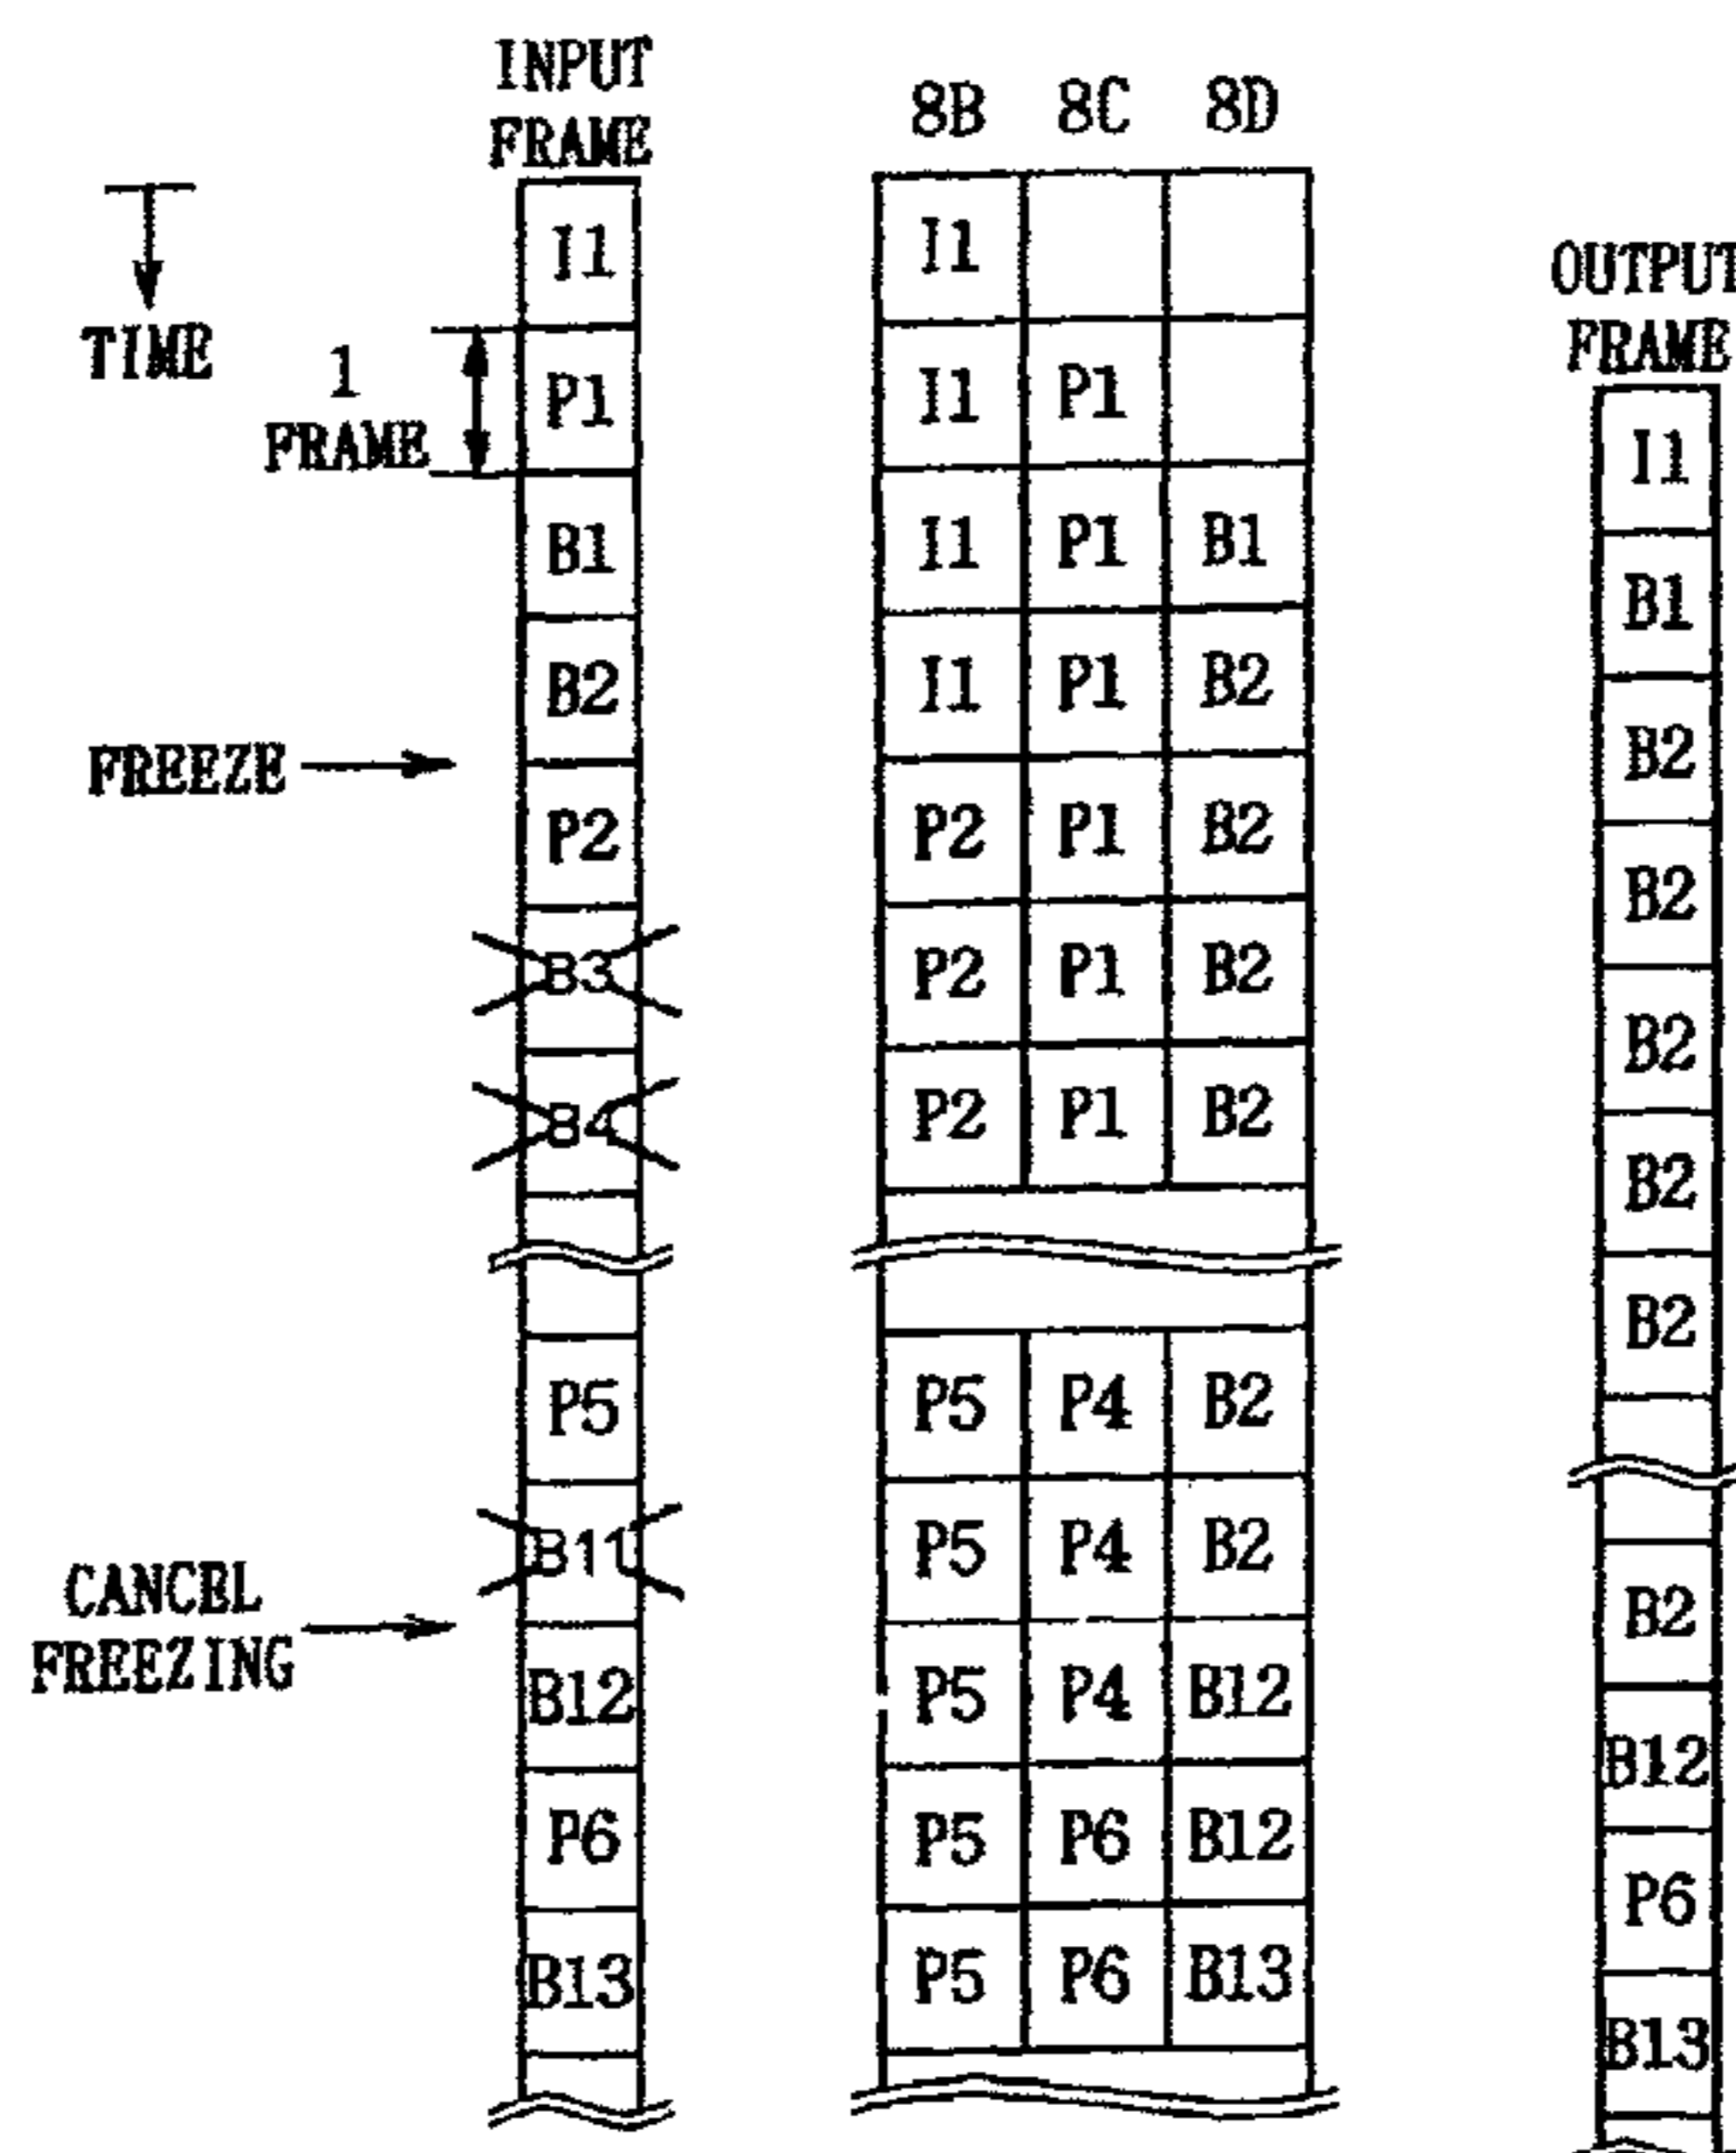 INPUT
FRAME
8B 8C 8D
OUTPUT
FRAME
TIME
1
FRAME
FREEZE
CANCEL
FREEZING
I1
P1
B1
B2
P2
B3
B4
P5
B11
B12
P6
B13
I1
I1 P1
I1 P1 B1
I1 P1 B2
P2 P1 B2
P2 P1 B2
P2 P1 B2
P5 P4 B2
P5 P4 B2
P5 P4 B12
P5 P6 B12
P5 P6 B13
I1
B1
B2
B2
B2
B2
B2
B2
B12
P6
B13